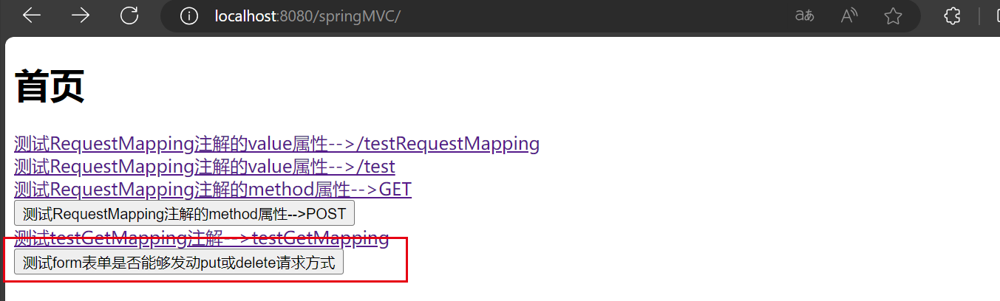 localhost:8080/springMVC/
aあ
A
首页
测试RequestMapping注解的value属性-->/testRequestMapping
测试RequestMapping注解的value属性-->/test
测试RequestMapping注解的method属性-->GET
测试RequestMapping注解的method属性-->POST
测试testGetMapping注解-->testGetMapping
测试form表单是否能够发动put或delete请求方式